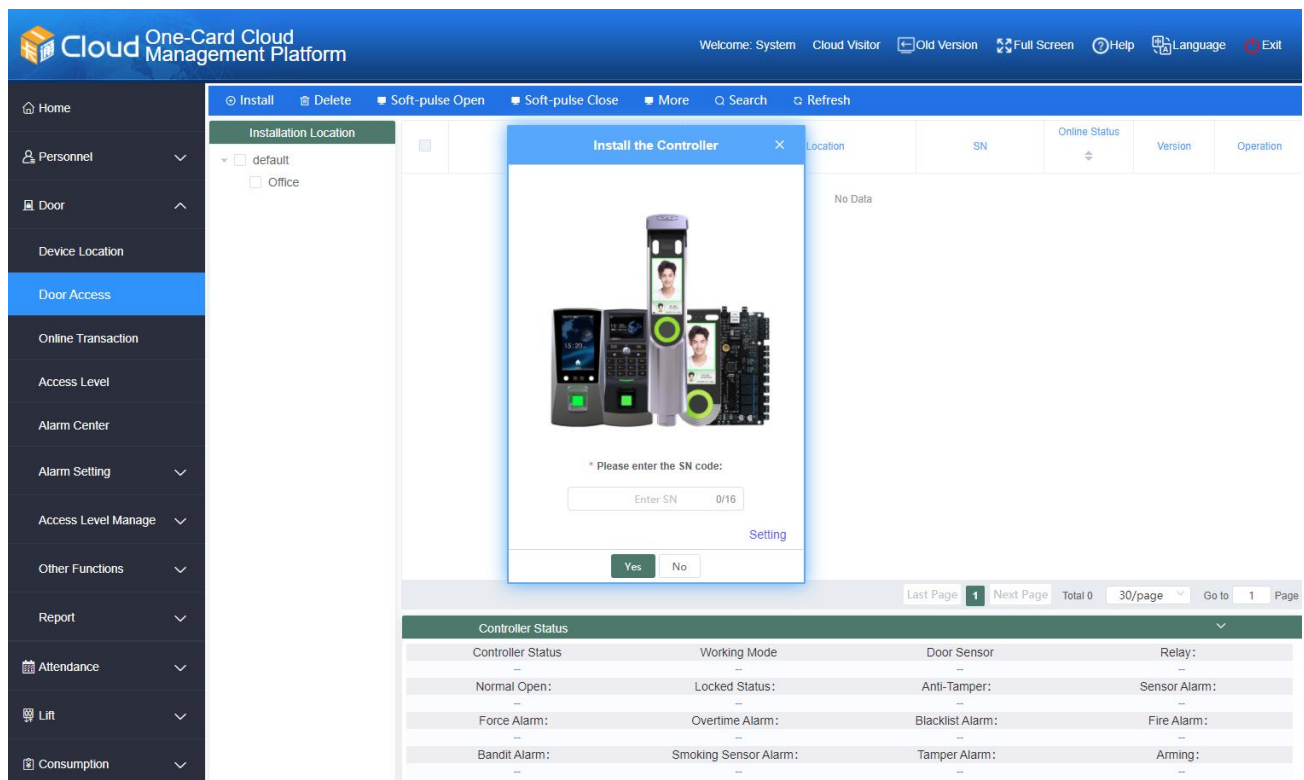 Cloud One-Card Cloud Management Platform
Welcome: System Cloud Visitor Old Version Full Screen Help Language Exit
Home
Personnel
Door
Device Location
Door Access
Online Transaction
Access Level
Alarm Center
Alarm Setting
Access Level Manage
Other Functions
Report
Attendance
Lift
Consumption
Install Delete Soft-pulse Open Soft-pulse Close More Search Refresh
Installation Location
default
Office
Location SN Online Status Version Operation
No Data
Install the Controller
* Please enter the SN code:
Enter SN 0/16
Setting
Yes No
Last Page 1 Next Page Total 0 30/page Go to 1 Page
Controller Status
Controller Status Working Mode Door Sensor Relay:
-- -- -- --
Normal Open: Locked Status: Anti-Tamper: Sensor Alarm:
-- -- -- --
Force Alarm: Overtime Alarm: Blacklist Alarm: Fire Alarm:
-- -- -- --
Bandit Alarm: Smoking Sensor Alarm: Tamper Alarm: Arming:
-- -- -- --